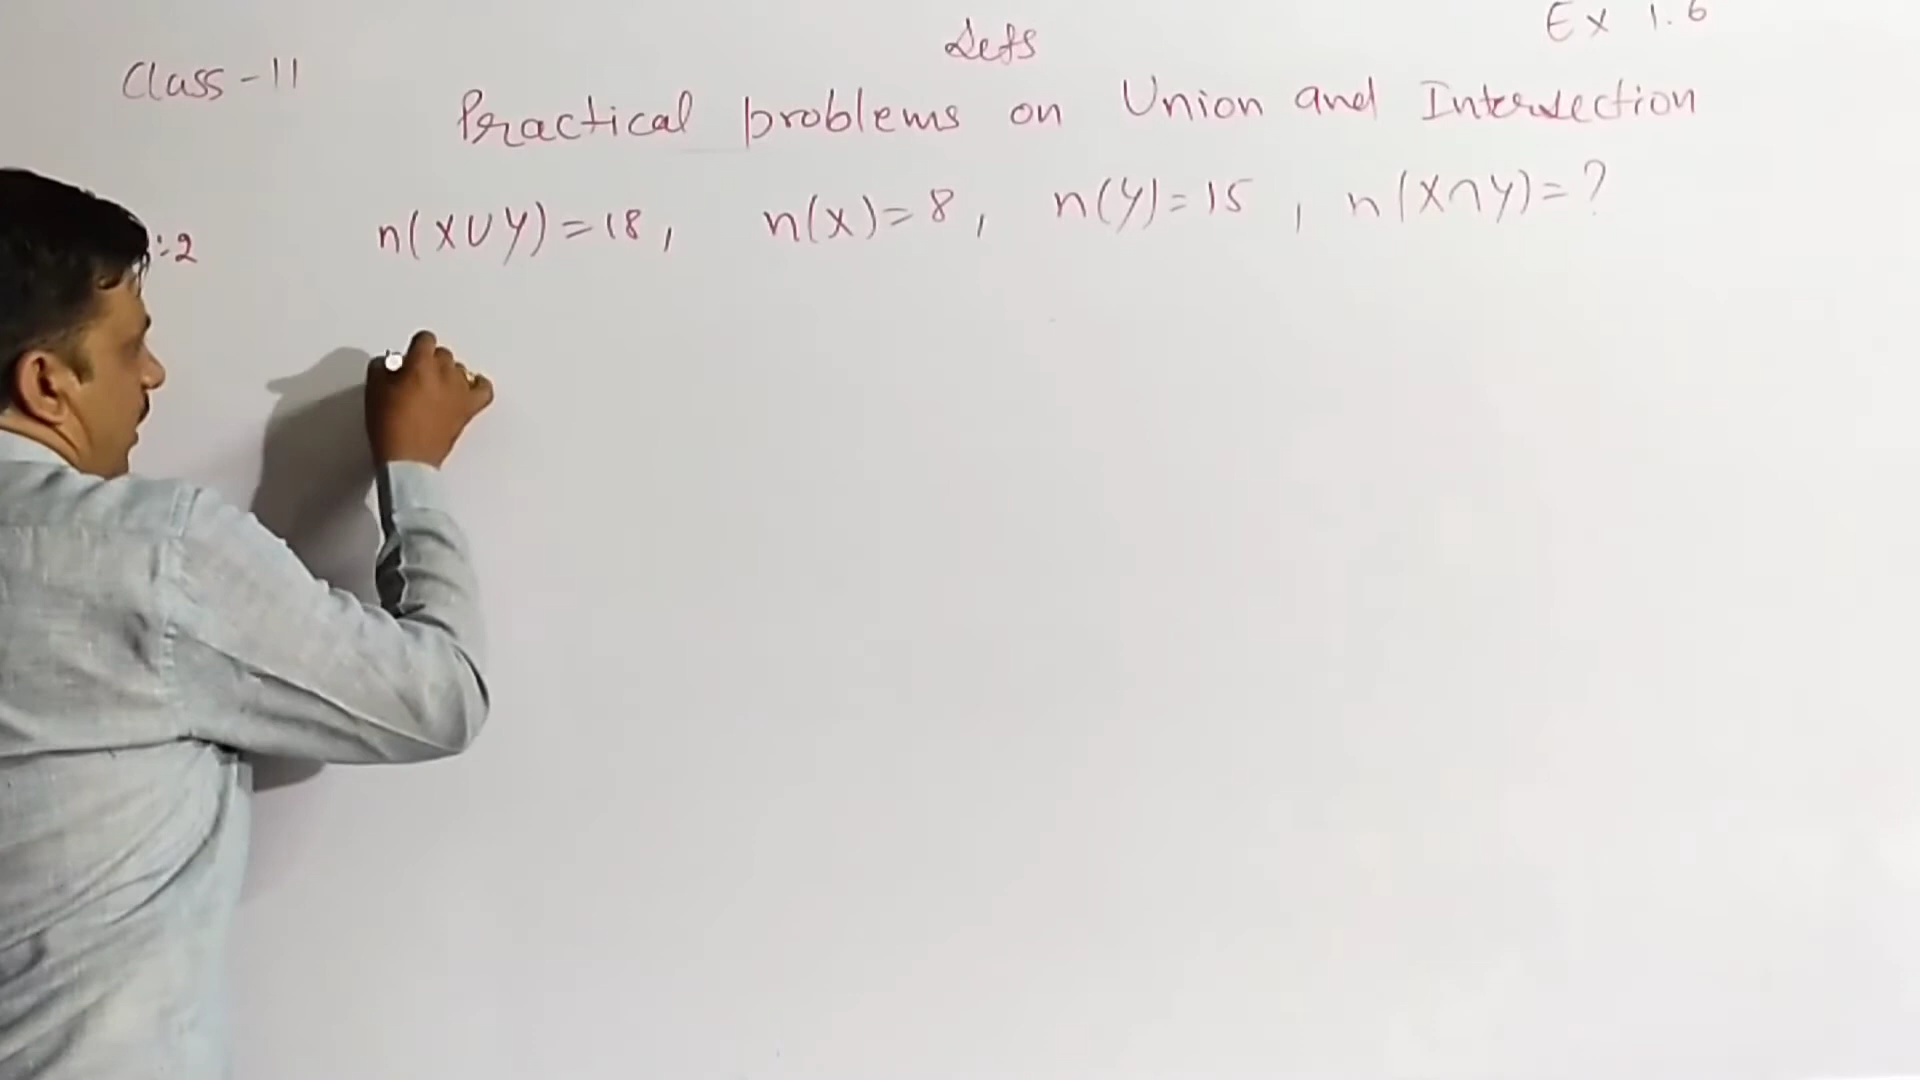 Sets
Ex 1.6
Class-11
Practical problems on Union and Intersection
:2 n(X∪Y)=18, n(X)=8, n(Y)=15, n(X∩Y)=?